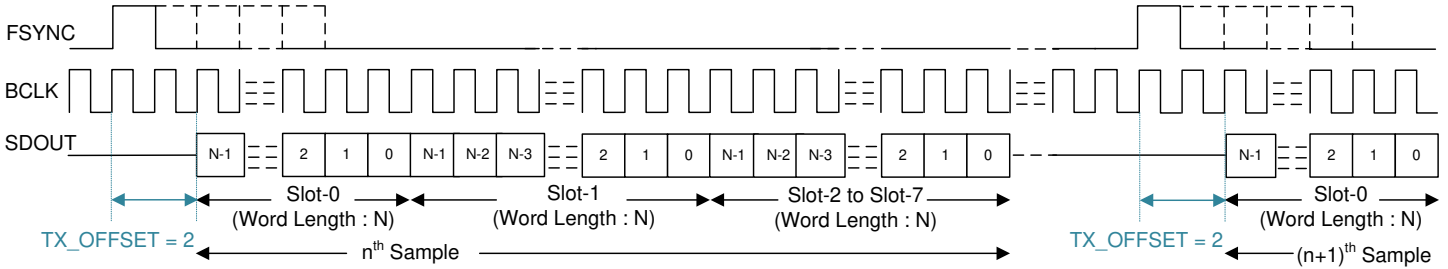 FSYNC
BCLK
SDOUT
N-1 2 1 0 N-1 N-2 N-3 2 1 0 N-1 N-2 N-3 2 1 0 N-1 2 1 0
Slot-0 Slot-1 Slot-2 to Slot-7 Slot-0
(Word Length : N) (Word Length : N) (Word Length : N) (Word Length : N)
TX_OFFSET = 2 nth Sample TX_OFFSET = 2 (n+1)th Sample